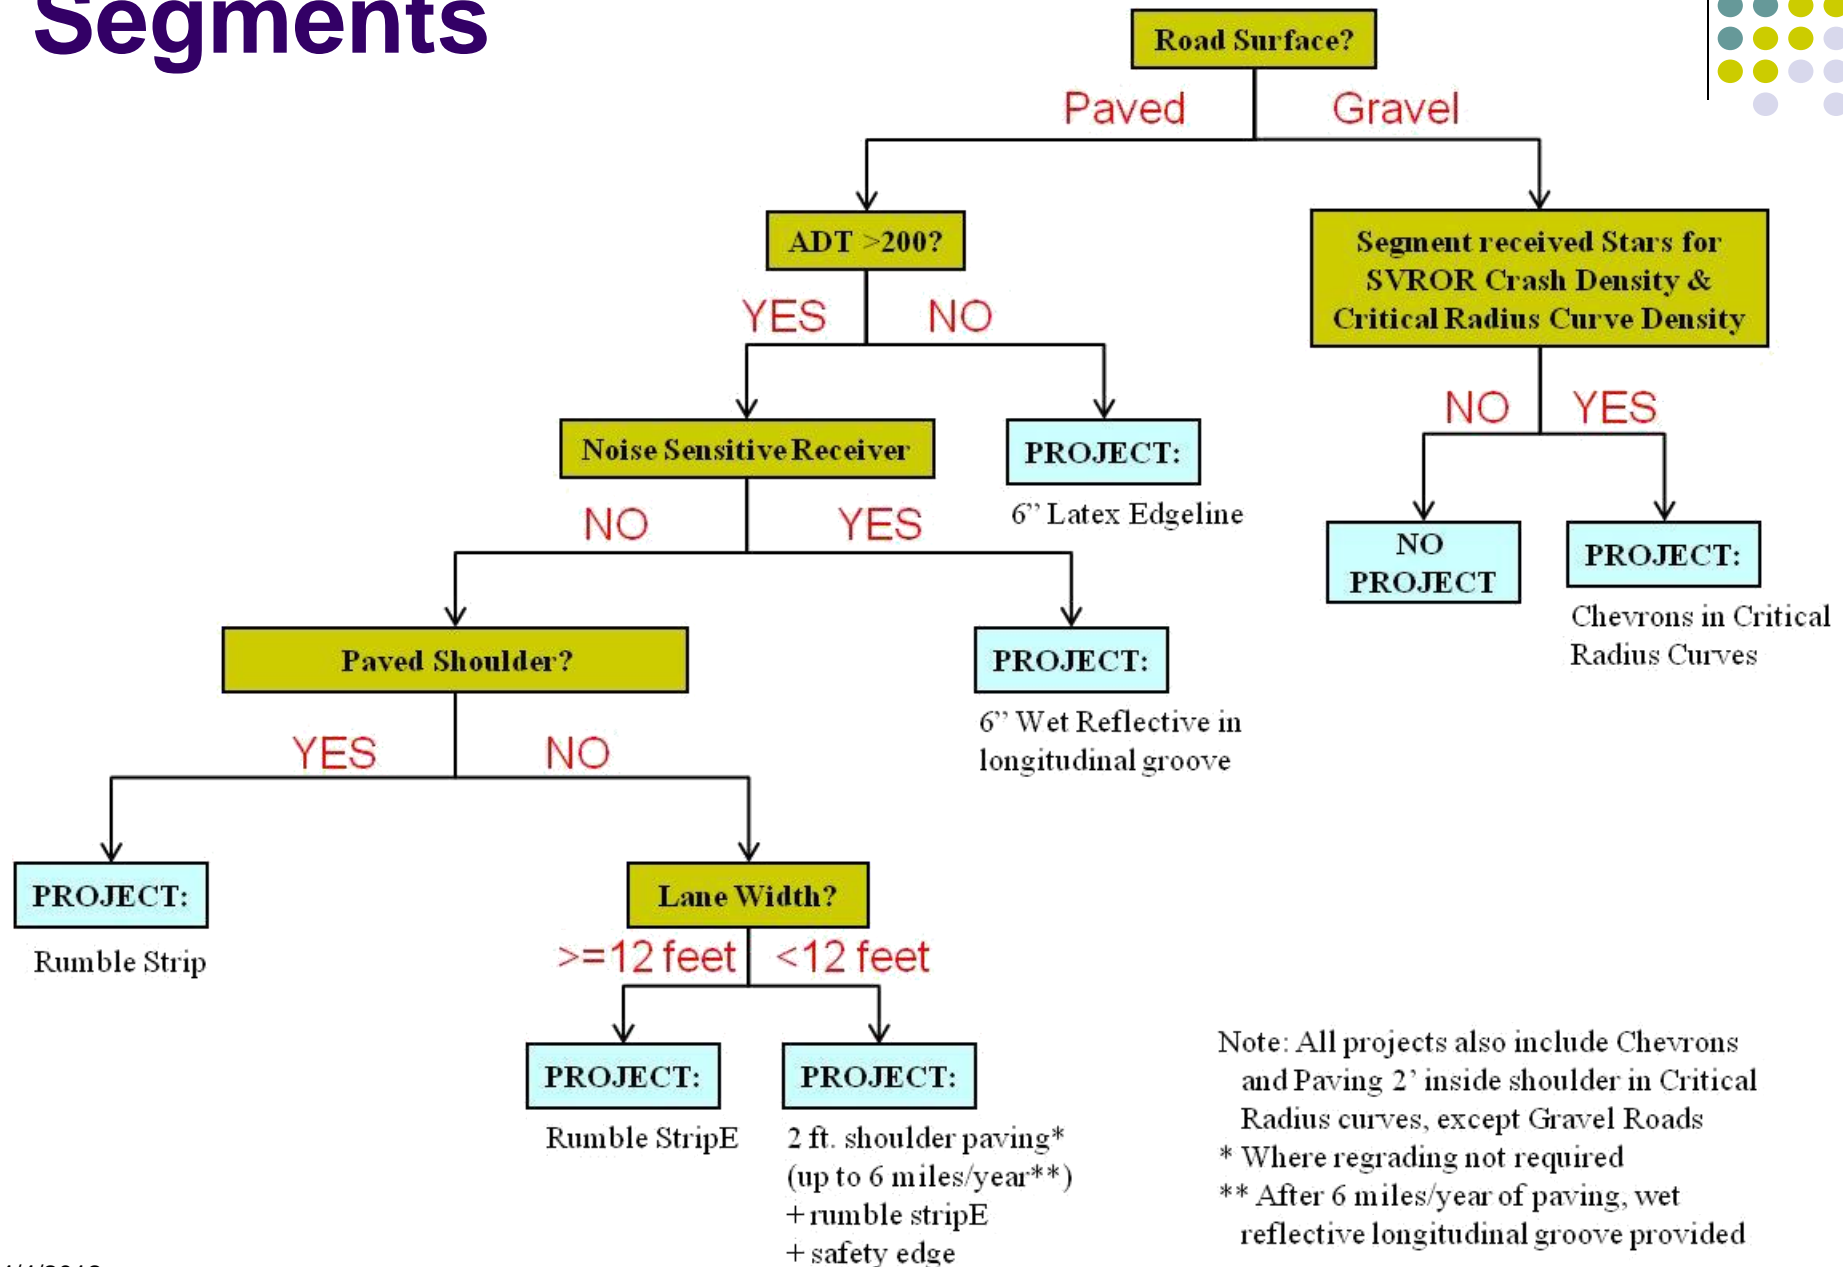 Segments
Road Surface?
Paved
Gravel
ADT >200?
Segment received Stars for
SVROR Crash Density &
Critical Radius Curve Density
YES
NO
NO
YES
Noise Sensitive Receiver
PROJECT:
6” Latex Edgeline
NO
PROJECT
PROJECT:
Chevrons in Critical
Radius Curves
NO
YES
Paved Shoulder?
PROJECT:
6” Wet Reflective in
longitudinal groove
YES
NO
PROJECT:
Rumble Strip
Lane Width?
>=12 feet
<12 feet
PROJECT:
Rumble StripE
PROJECT:
2 ft. shoulder paving*
(up to 6 miles/year**)
+ rumble stripE
+ safety edge
Note: All projects also include Chevrons
and Paving 2’ inside shoulder in Critical
Radius curves, except Gravel Roads
* Where regrading not required
** After 6 miles/year of paving, wet
reflective longitudinal groove provided